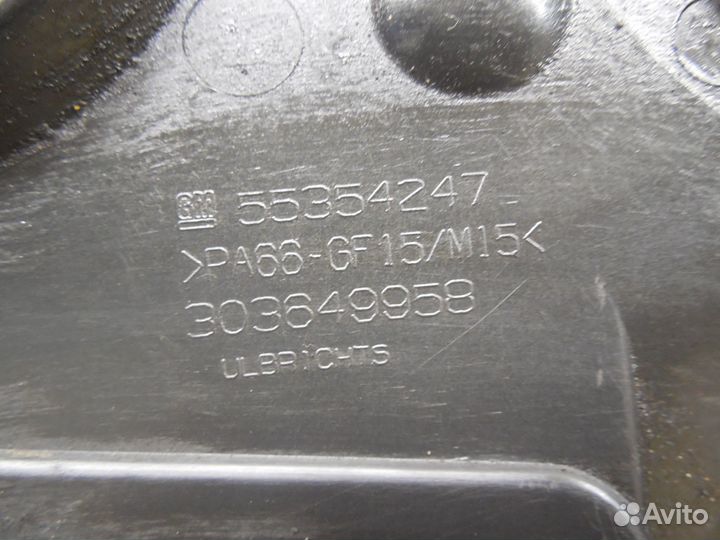 GM 55354247
>PA66-GF15/M15<
303649958
ULBRICHTS
Avito